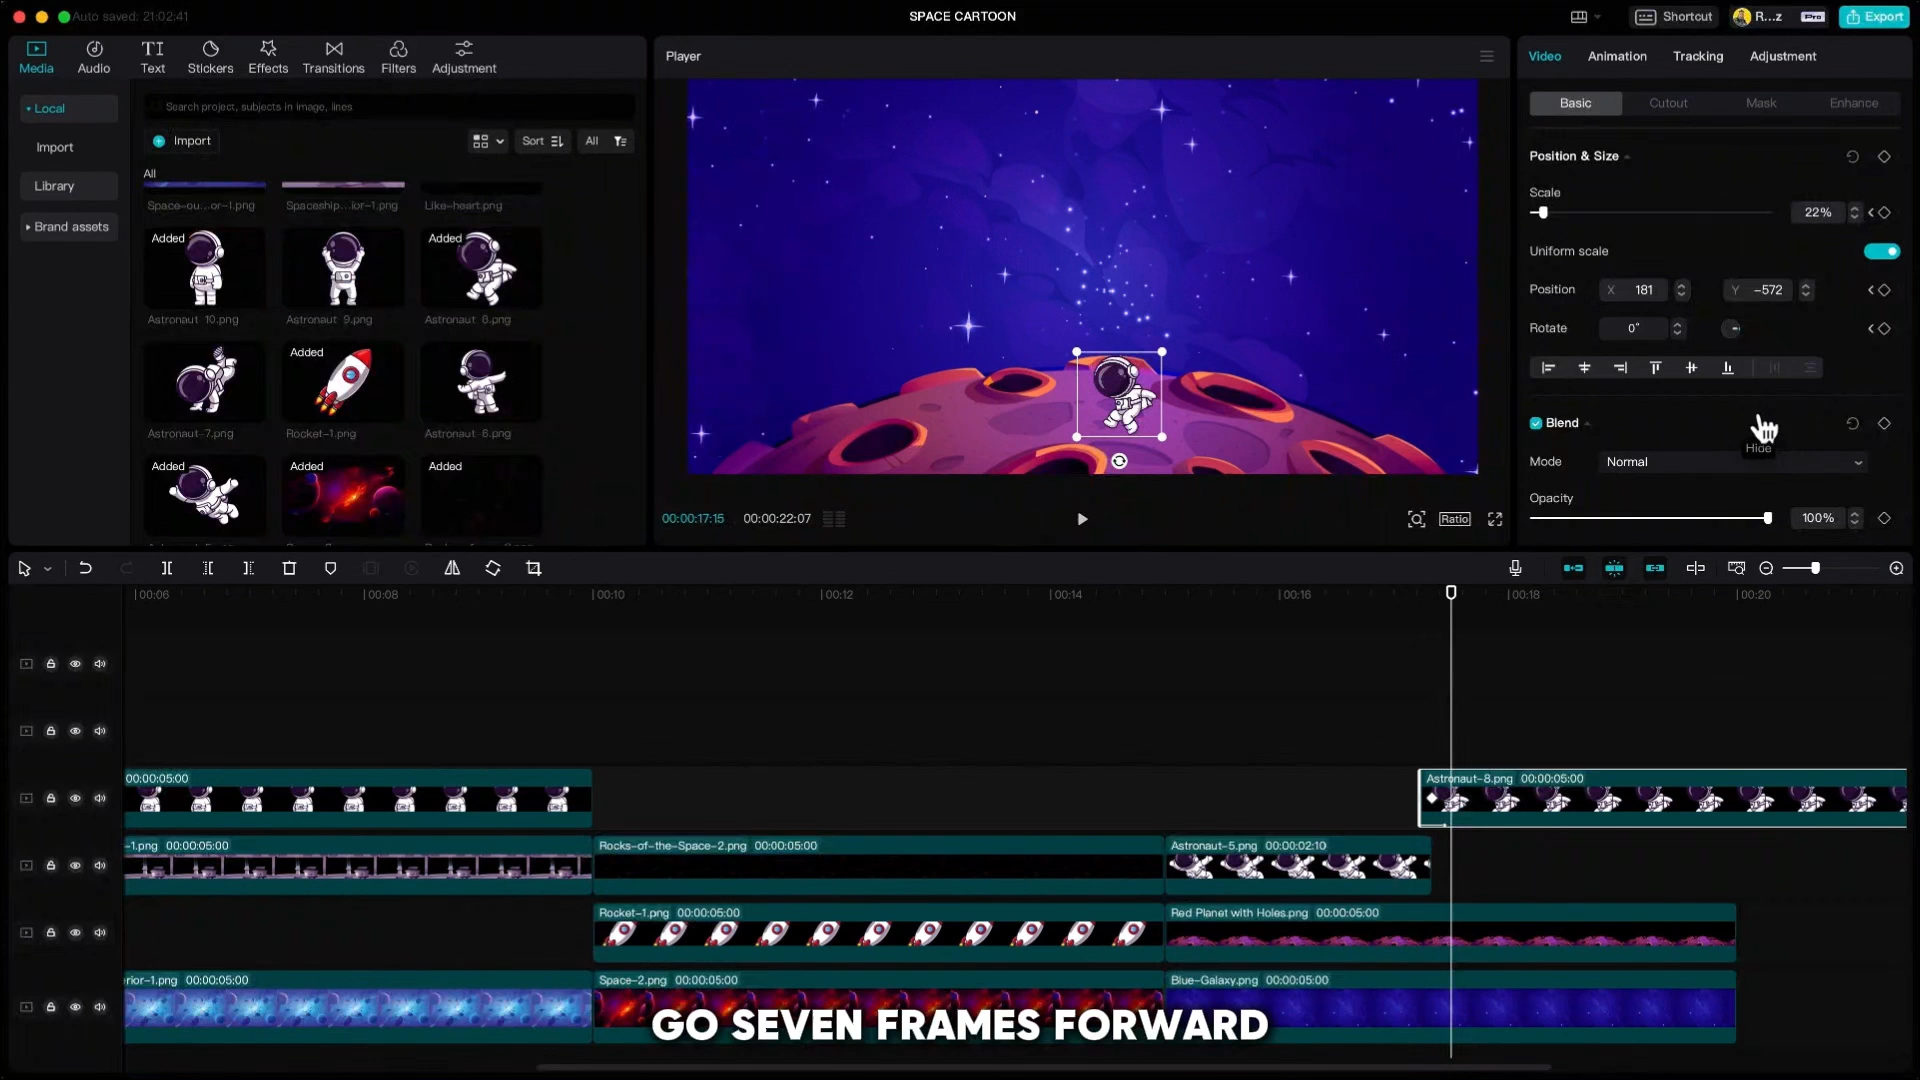 Auto saved: 21:02:41
SPACE CARTOON
Shortcut
R...z
Pro
Export
Media
Audio
Text
Stickers
Effects
Transitions
Filters
Adjustment
Player
Video
Animation
Tracking
Adjustment
Local
Import
Library
Brand assets
Search project, subjects in image, lines
Import
Sort
All
All
Space-ou...or-1.png
Spaceship...ior-1.png
Like-heart.png
Added
Added
Astronaut 10.png
Astronaut 9.png
Astronaut 8.png
Added
Astronaut-7.png
Rocket-1.png
Astronaut-6.png
Added
Added
Added
00:00:17:15
00:00:22:07
Ratio
Basic
Cutout
Mask
Enhance
Position & Size
Scale
22%
Uniform scale
Position
X 181
Y -572
Rotate
0°
Blend
Hide
Mode
Normal
Opacity
100%
00:06
00:08
00:10
00:12
00:14
00:16
00:18
00:20
00:00:05:00
Astronaut-8.png 00:00:05:00
-1.png 00:00:05:00
Rocks-of-the-Space-2.png 00:00:05:00
Astronaut-5.png 00:00:02:10
Rocket-1.png 00:00:05:00
Red Planet with Holes.png 00:00:05:00
rior-1.png 00:00:05:00
Space-2.png 00:00:05:00
Blue-Galaxy.png 00:00:05:00
GO SEVEN FRAMES FORWARD